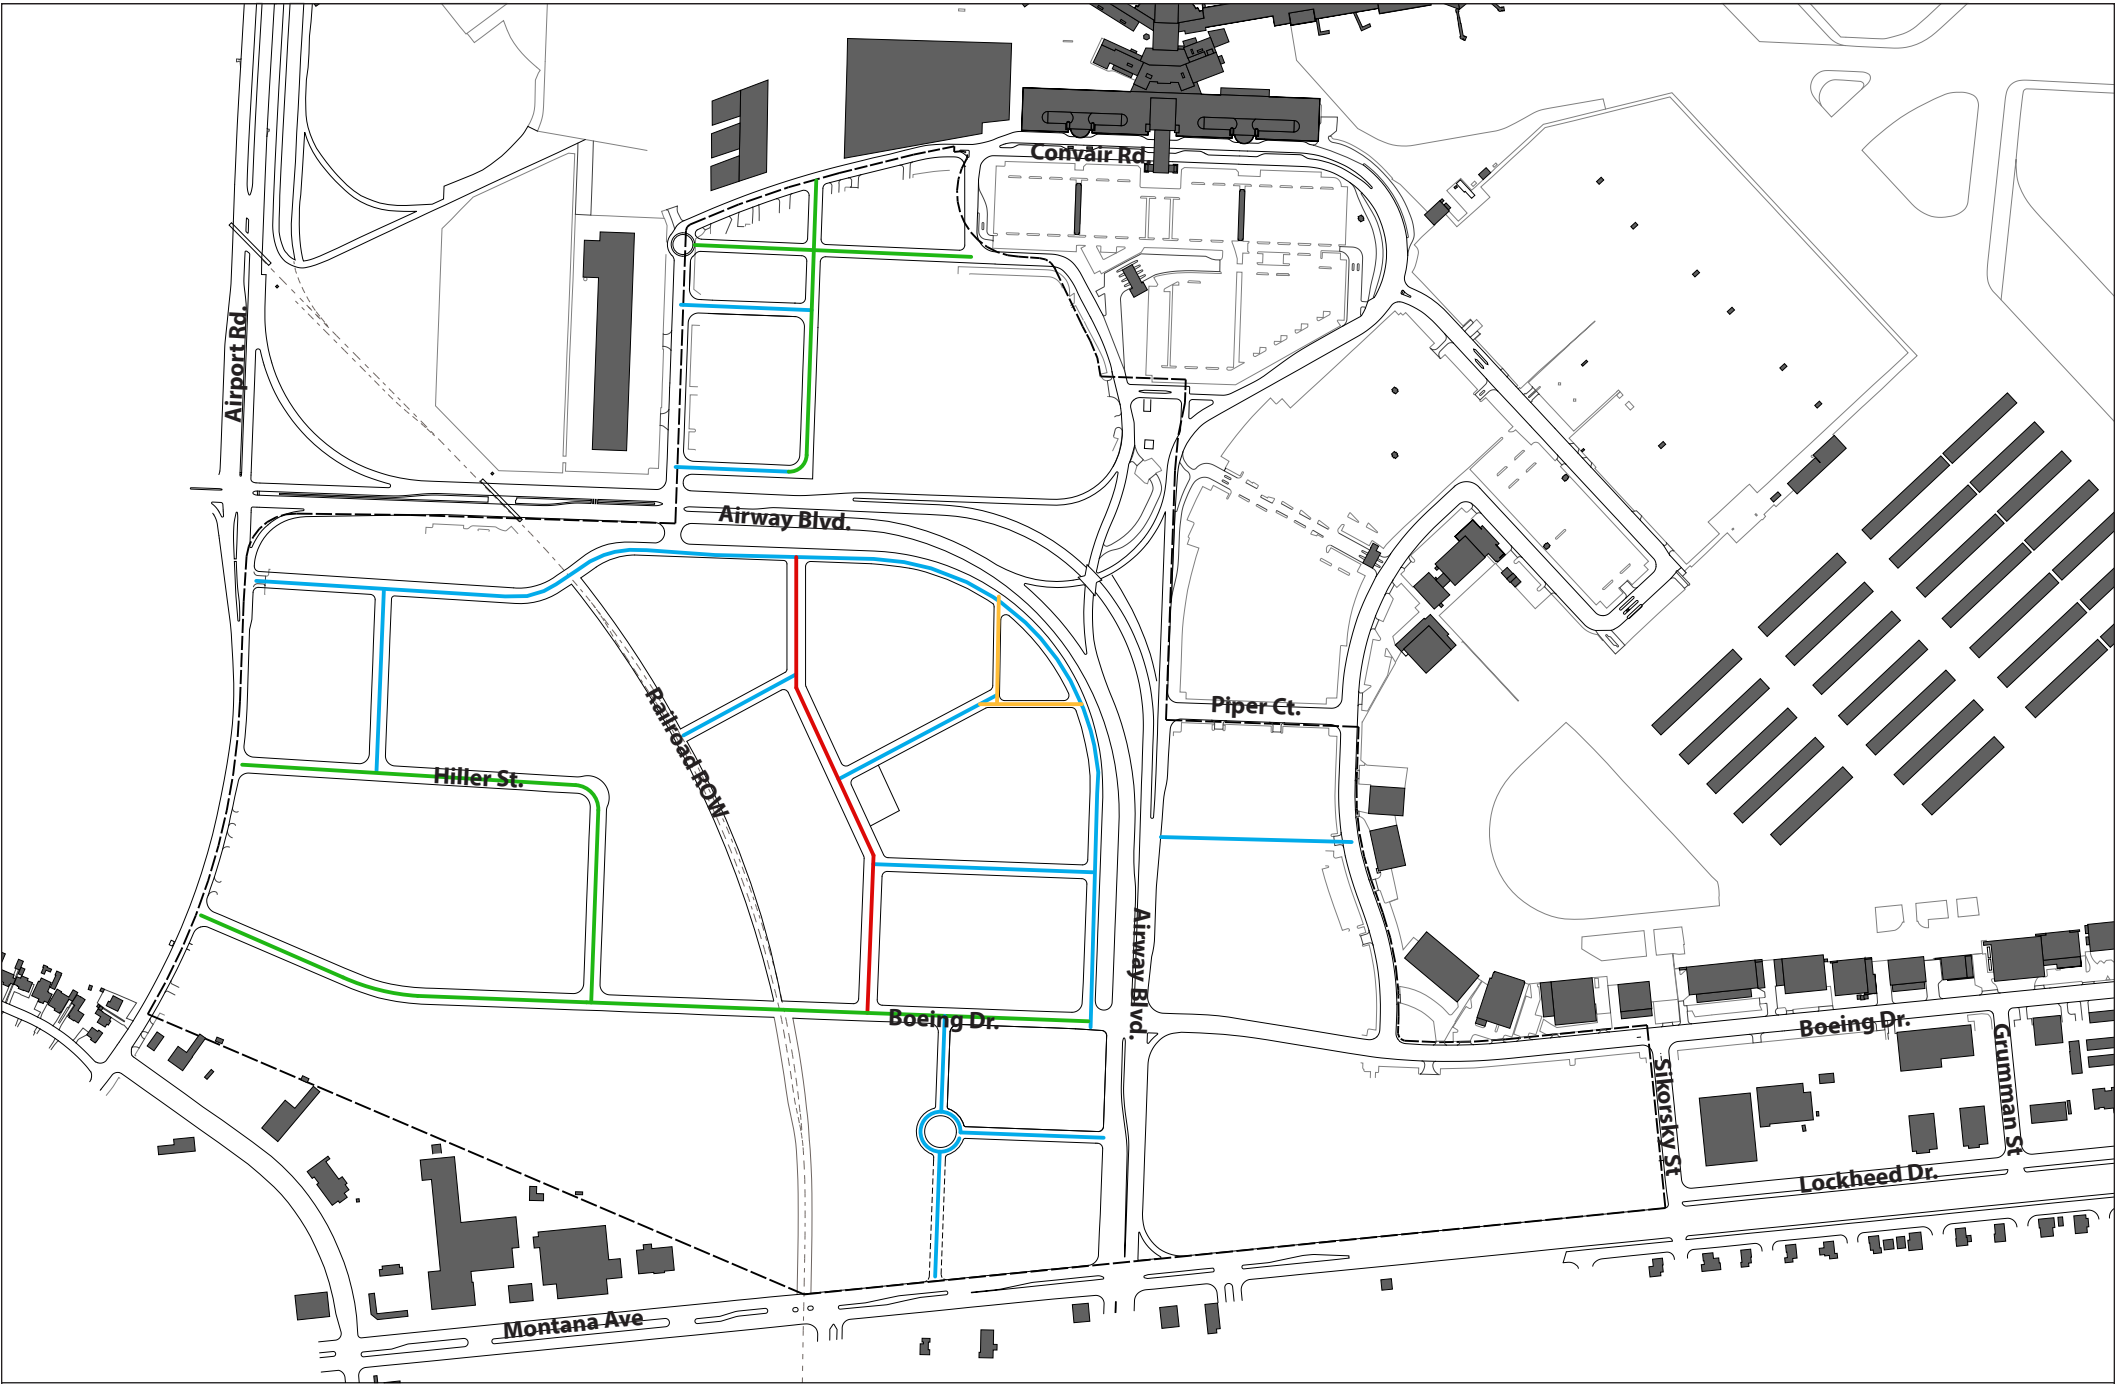 Convair Rd.
Airport Rd.
Airway Blvd.
Railroad ROW
Piper Ct.
Hiller St.
Airway Blvd.
Boeing Dr.
Boeing Dr.
Sikorsky St
Grumman St
Lockheed Dr.
Montana Ave